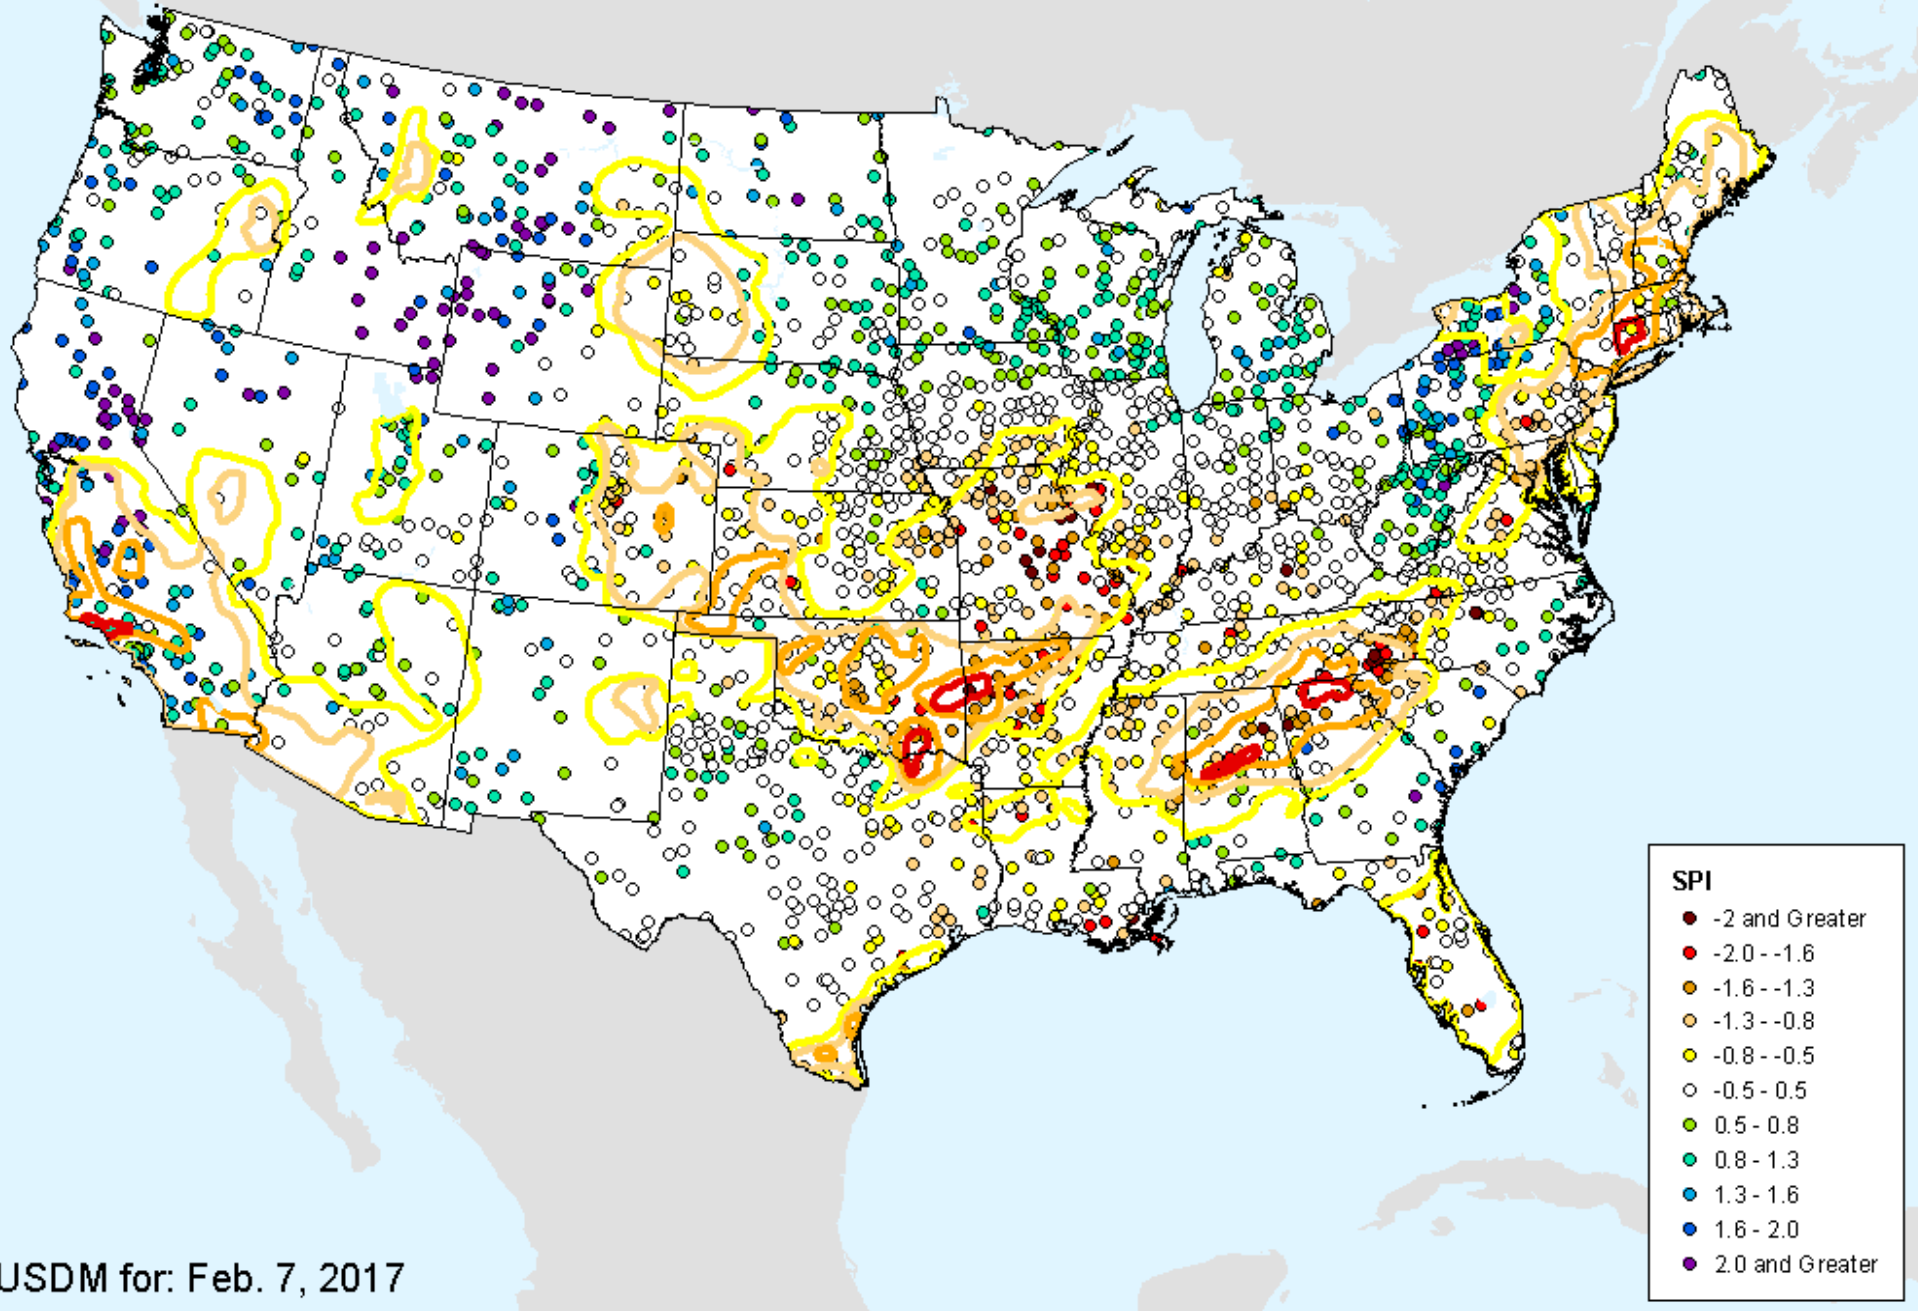 SPI
-2 and Greater
-2.0 - -1.6
-1.6 - -1.3
-1.3 - -0.8
-0.8 - -0.5
-0.5 - 0.5
0.5 - 0.8
0.8 - 1.3
1.3 - 1.6
1.6 - 2.0
2.0 and Greater
USDM for: Feb. 7, 2017